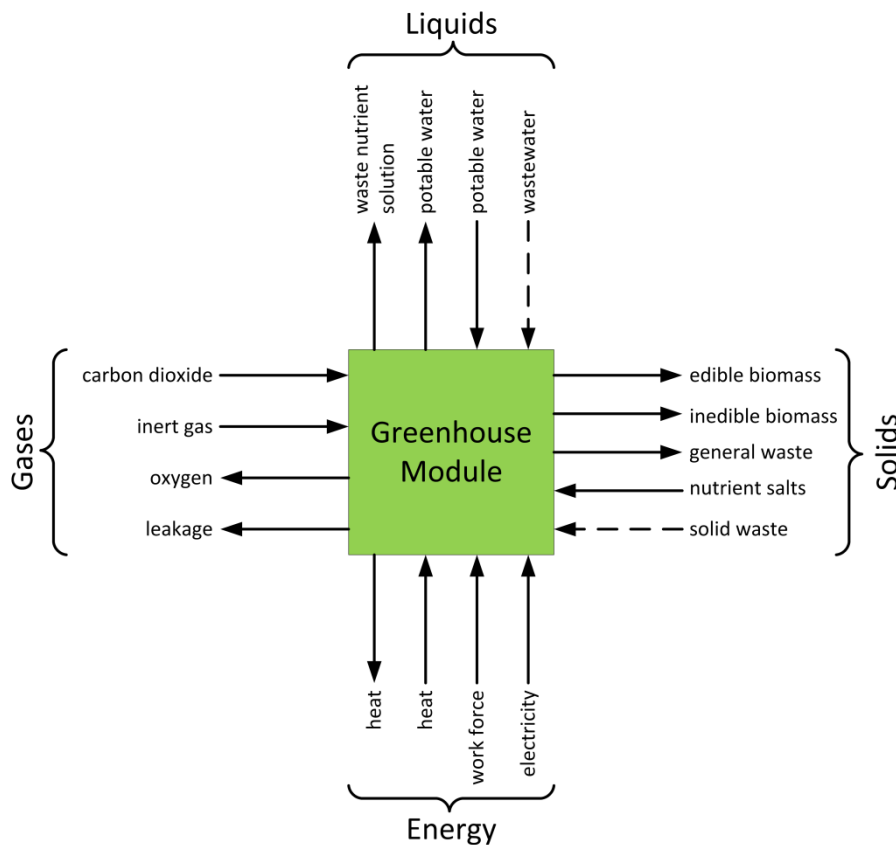 Liquids
waste nutrient
solution
potable water
potable water
wastewater
Gases
carbon dioxide
inert gas
oxygen
leakage
Greenhouse
Module
edible biomass
inedible biomass
general waste
nutrient salts
solid waste
Solids
heat
heat
work force
electricity
Energy